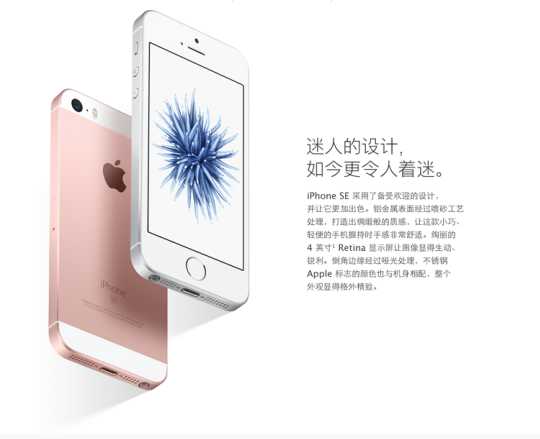 迷人的设计,
如今更令人着迷。
iPhone SE 采用了备受欢迎的设计,
并让它更加出色。铝金属表面经过喷砂工艺
处理, 打造出绸缎般的质感, 让这款小巧、
轻便的手机握持时手感非常舒适。绚丽的
4 英寸¹ Retina 显示屏让图像显得生动、
锐利。倒角边缘经过哑光处理, 不锈钢
Apple 标志的颜色也与机身相配, 整个
外观显得格外精致。
iPhone
SE